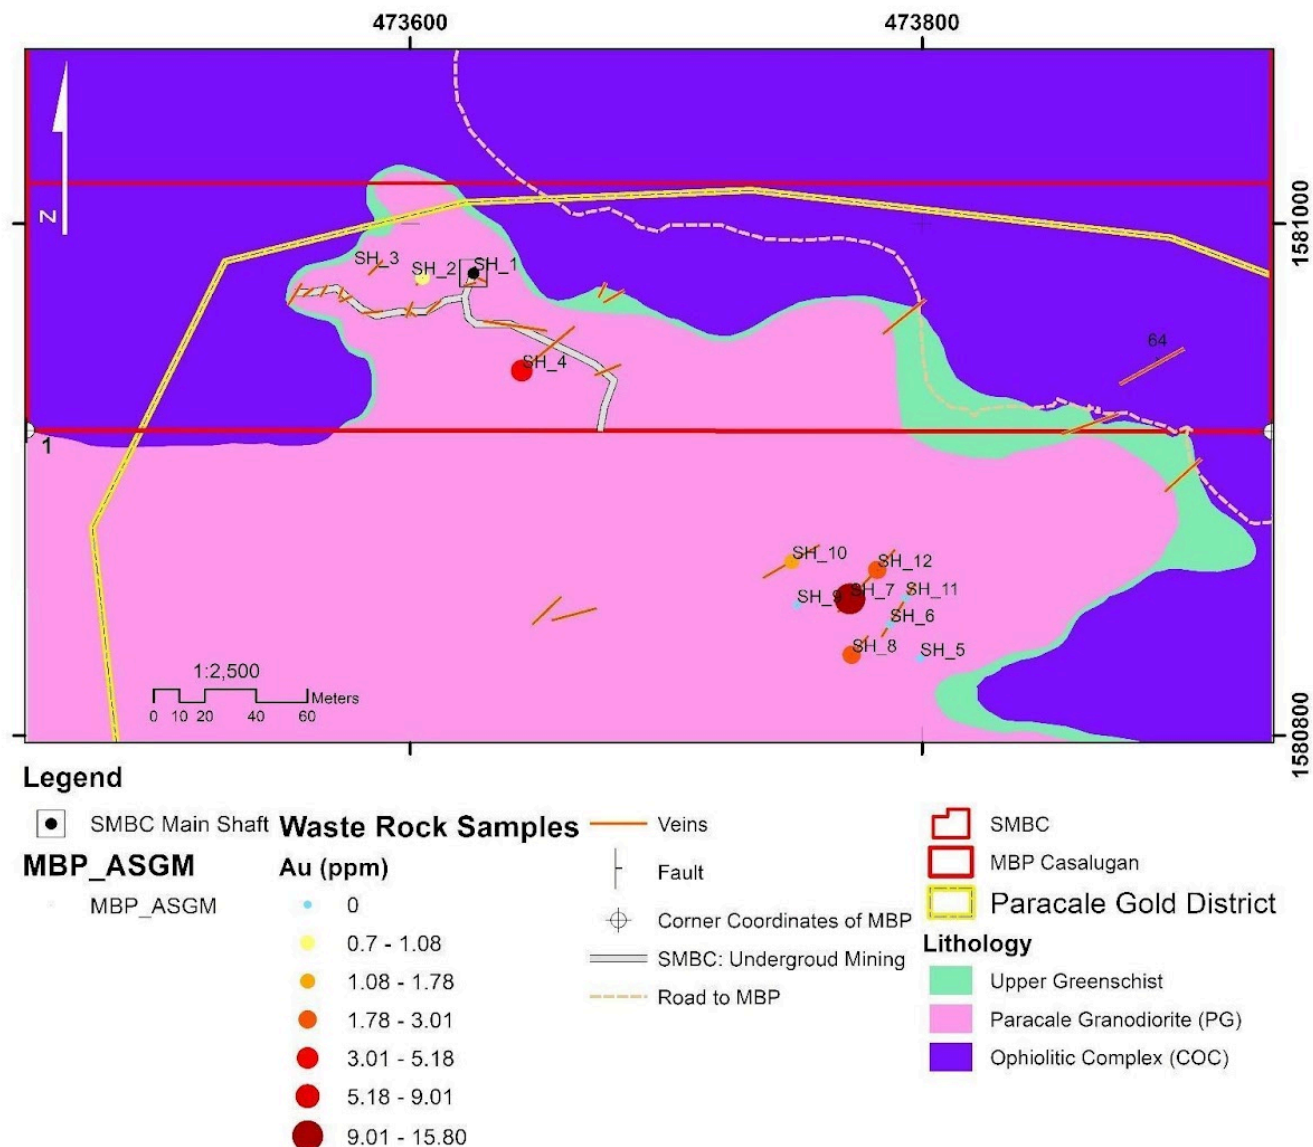 473600
473800
1581000
1580800
N
SH_3
SH_2
SH_1
SH_4
64
1
SH_10
SH_12
SH_9
SH_7
SH_11
SH_6
SH_8
SH_5
1:2,500
Meters
0 10 20 40 60
Legend
SMBC Main Shaft
MBP_ASGM
MBP_ASGM
Waste Rock Samples
Au (ppm)
0
0.7 - 1.08
1.08 - 1.78
1.78 - 3.01
3.01 - 5.18
5.18 - 9.01
9.01 - 15.80
Veins
Fault
Corner Coordinates of MBP
SMBC: Undergroud Mining
Road to MBP
SMBC
MBP Casalugan
Paracale Gold District
Lithology
Upper Greenschist
Paracale Granodiorite (PG)
Ophiolitic Complex (COC)